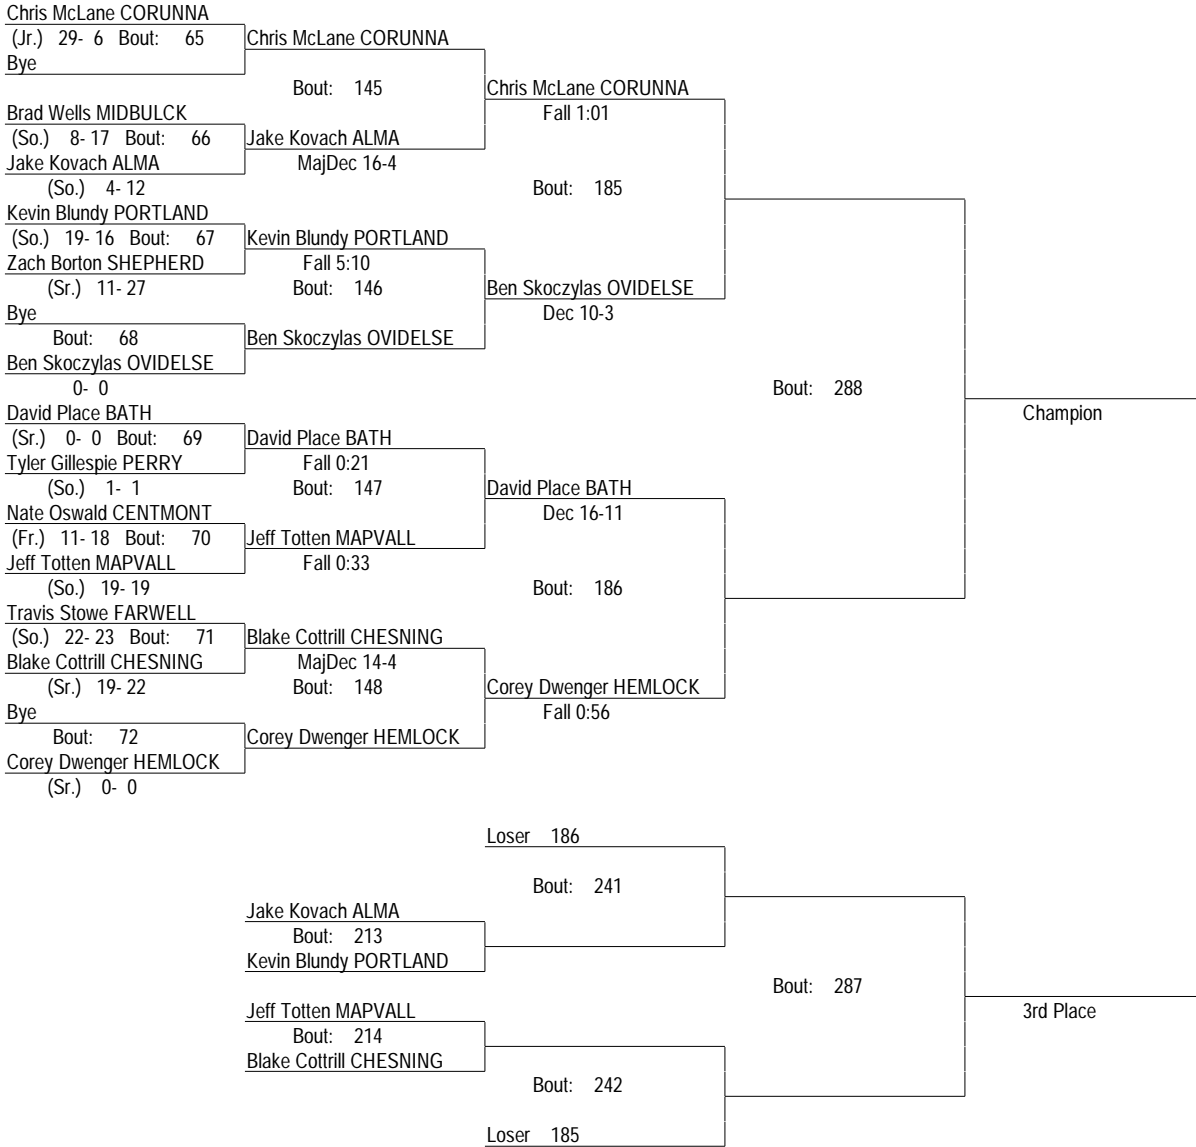 Chris McLane CORUNNA
(Jr.) 29- 6 Bout: 65 Chris McLane CORUNNA
Bye
Bout: 145 Chris McLane CORUNNA
Brad Wells MIDBULCK Fall 1:01
(So.) 8- 17 Bout: 66 Jake Kovach ALMA
Jake Kovach ALMA MajDec 16-4
(So.) 4- 12 Bout: 185
Kevin Blundy PORTLAND
(So.) 19- 16 Bout: 67 Kevin Blundy PORTLAND
Zach Borton SHEPHERD Fall 5:10
(Sr.) 11- 27 Bout: 146 Ben Skoczylas OVIDELSE
Bye Dec 10-3
Bout: 68 Ben Skoczylas OVIDELSE
Ben Skoczylas OVIDELSE
0- 0 Bout: 288
David Place BATH Champion
(Sr.) 0- 0 Bout: 69 David Place BATH
Tyler Gillespie PERRY Fall 0:21
(So.) 1- 1 Bout: 147 David Place BATH
Nate Oswald CENTMONT Dec 16-11
(Fr.) 11- 18 Bout: 70 Jeff Totten MAPVALL
Jeff Totten MAPVALL Fall 0:33
(So.) 19- 19 Bout: 186
Travis Stowe FARWELL
(So.) 22- 23 Bout: 71 Blake Cottrill CHESNING
Blake Cottrill CHESNING MajDec 14-4
(Sr.) 19- 22 Bout: 148 Corey Dwenger HEMLOCK
Bye Fall 0:56
Bout: 72 Corey Dwenger HEMLOCK
Corey Dwenger HEMLOCK
(Sr.) 0- 0
Loser 186
Bout: 241
Jake Kovach ALMA
Bout: 213
Kevin Blundy PORTLAND
Bout: 287
Jeff Totten MAPVALL 3rd Place
Bout: 214
Blake Cottrill CHESNING
Bout: 242
Loser 185